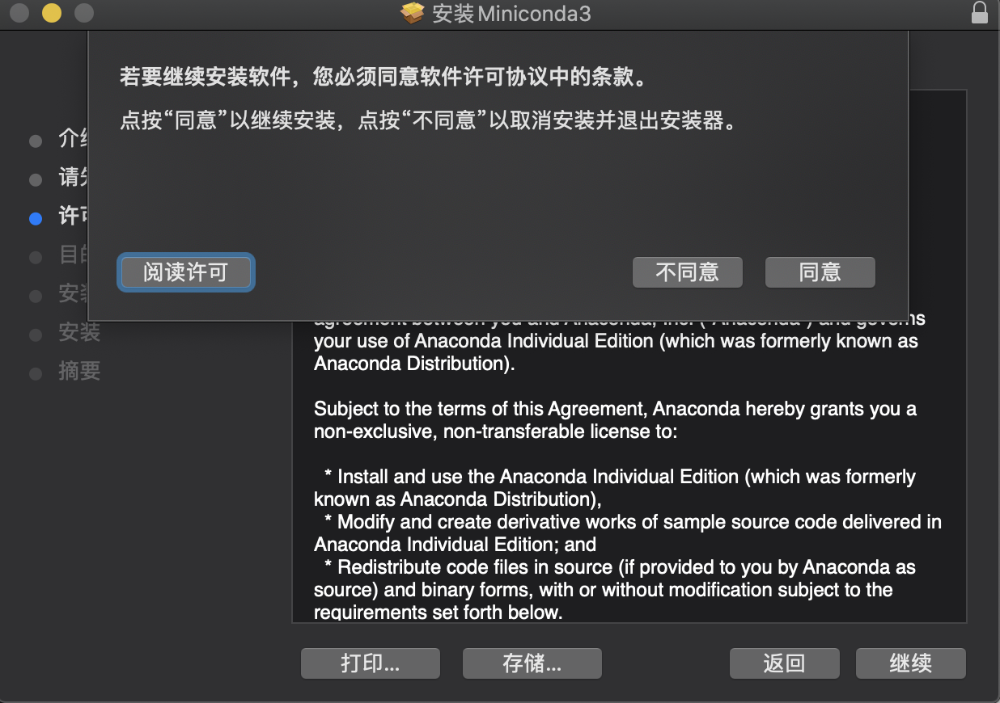 安装Miniconda3
若要继续安装软件，您必须同意软件许可协议中的条款。
点按“同意”以继续安装，点按“不同意”以取消安装并退出安装器。
阅读许可
不同意
同意
介
请
许
目
安
安装
摘要
agreement between you and Anaconda, Inc. (“Anaconda”) and governs
your use of Anaconda Individual Edition (which was formerly known as
Anaconda Distribution).
Subject to the terms of this Agreement, Anaconda hereby grants you a
non-exclusive, non-transferable license to:
* Install and use the Anaconda Individual Edition (which was formerly
known as Anaconda Distribution),
* Modify and create derivative works of sample source code delivered in
Anaconda Individual Edition; and
* Redistribute code files in source (if provided to you by Anaconda as
source) and binary forms, with or without modification subject to the
requirements set forth below.
打印...
存储...
返回
继续